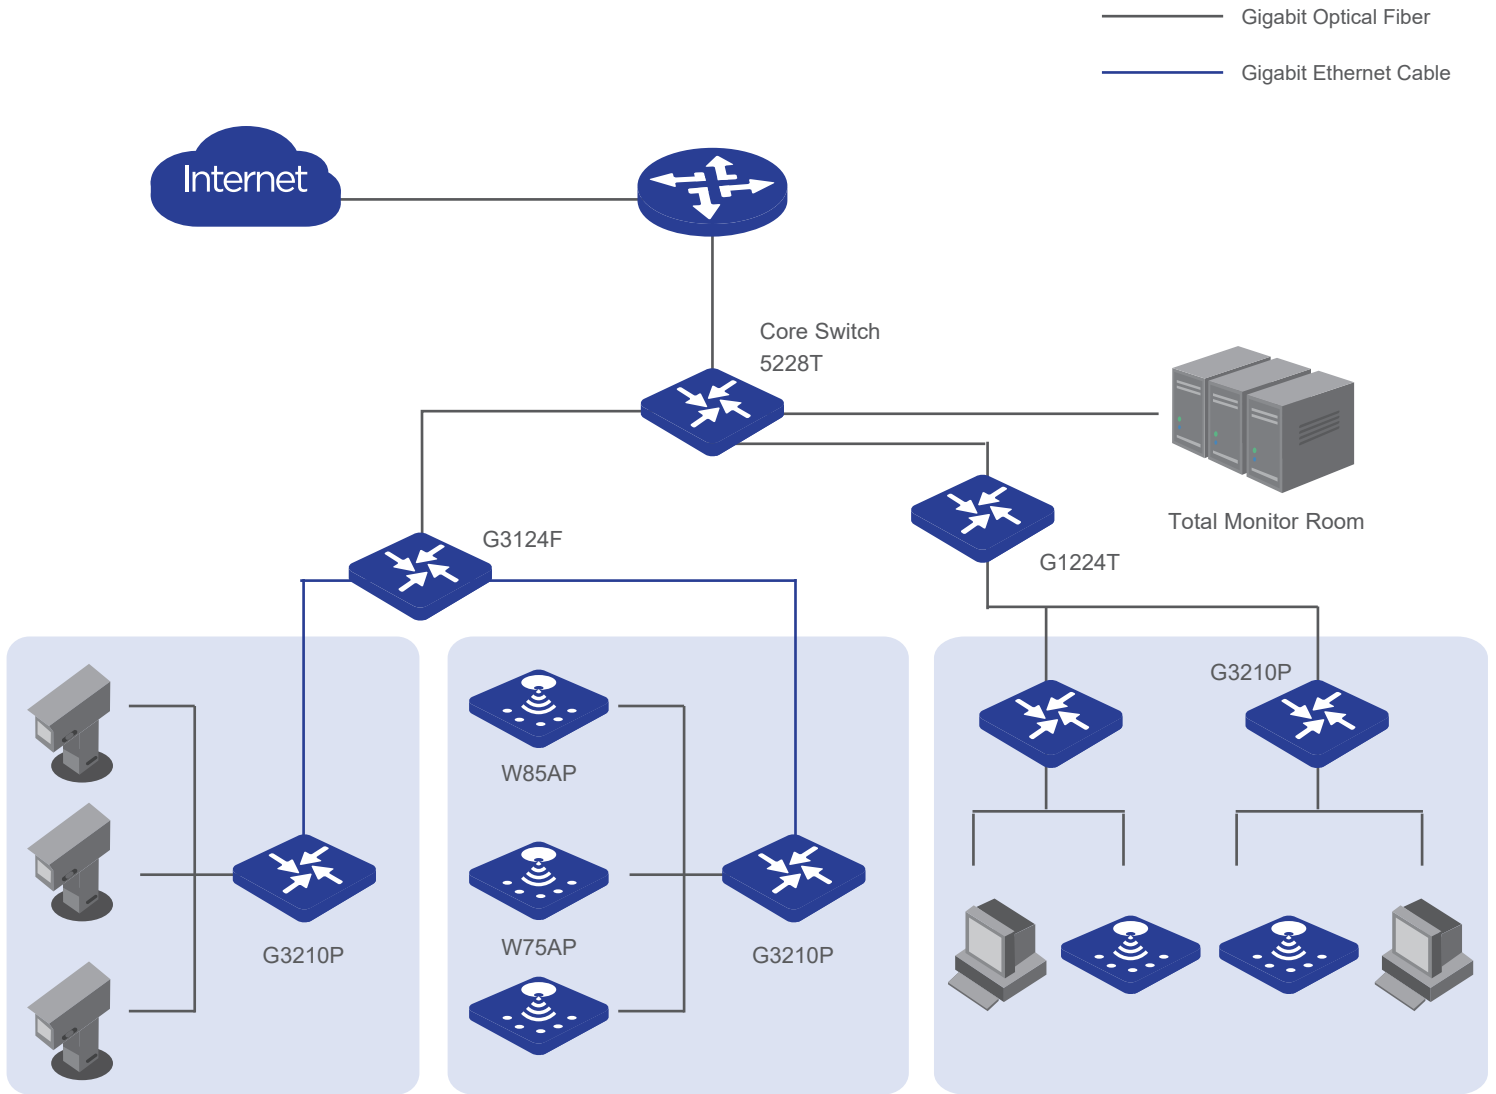 Gigabit Optical Fiber
Gigabit Ethernet Cable
Internet
Core Switch
5228T
Total Monitor Room
G3124F
G1224T
G3210P
W85AP
W75AP
G3210P
G3210P